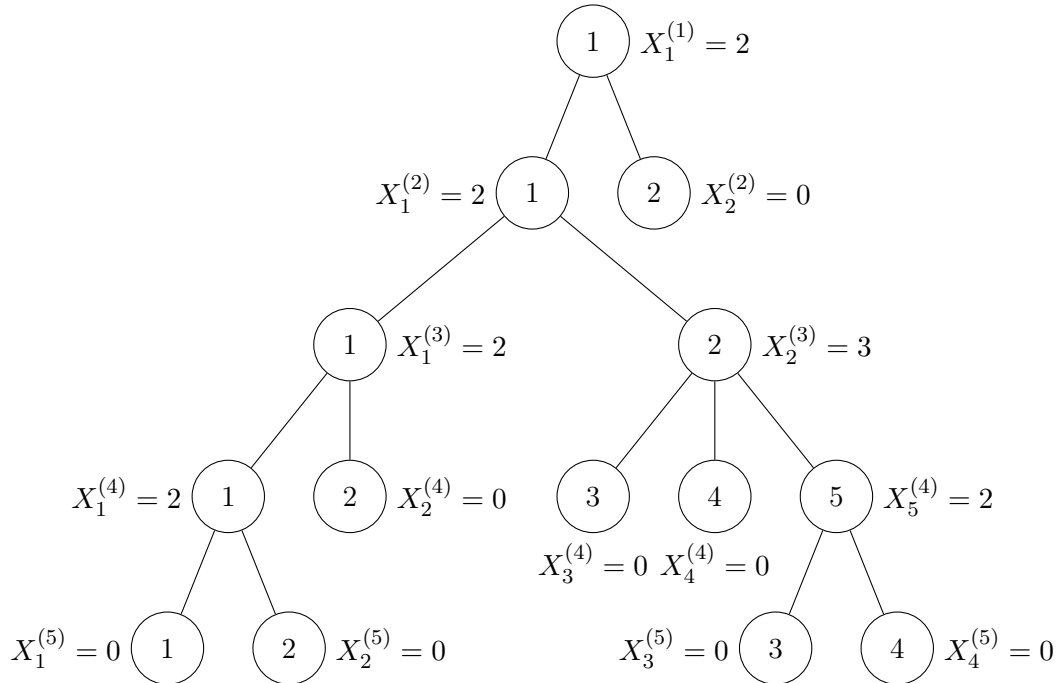 1 X_1^{(1)} = 2
X_1^{(2)} = 2 1 2 X_2^{(2)} = 0
1 X_1^{(3)} = 2 2 X_2^{(3)} = 3
X_1^{(4)} = 2 1 2 X_2^{(4)} = 0 3 4 5 X_5^{(4)} = 2
X_3^{(4)} = 0 X_4^{(4)} = 0
X_1^{(5)} = 0 1 2 X_2^{(5)} = 0 X_3^{(5)} = 0 3 4 X_4^{(5)} = 0